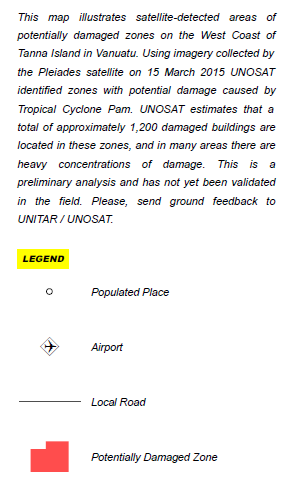 This map illustrates satellite-detected areas of
potentially damaged zones on the West Coast of
Tanna Island in Vanuatu. Using imagery collected by
the Pleiades satellite on 15 March 2015 UNOSAT
identified zones with potential damage caused by
Tropical Cyclone Pam. UNOSAT estimates that a
total of approximately 1,200 damaged buildings are
located in these zones, and in many areas there are
heavy concentrations of damage. This is a
preliminary analysis and has not yet been validated
in the field. Please, send ground feedback to
UNITAR / UNOSAT.
LEGEND
Populated Place
Airport
Local Road
Potentially Damaged Zone